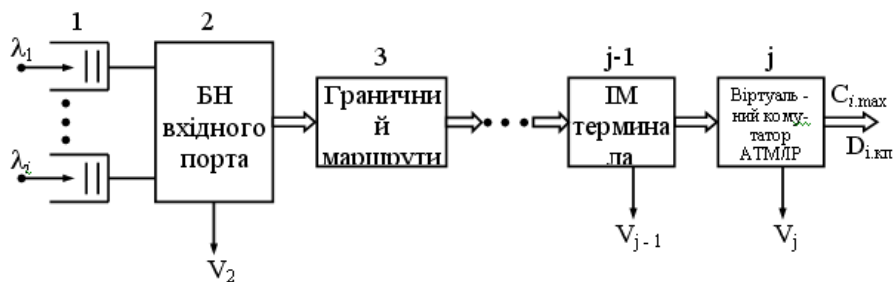 1
2
3
j-1
j
λ1
λi
БН
вхідного
порта
Гранични
й
маршрути
ІМ
термина
ла
Віртуаль -
ний кому-
татор
АТМ/ІР
Ci.max
Di.кп
V2
Vj - 1
Vj